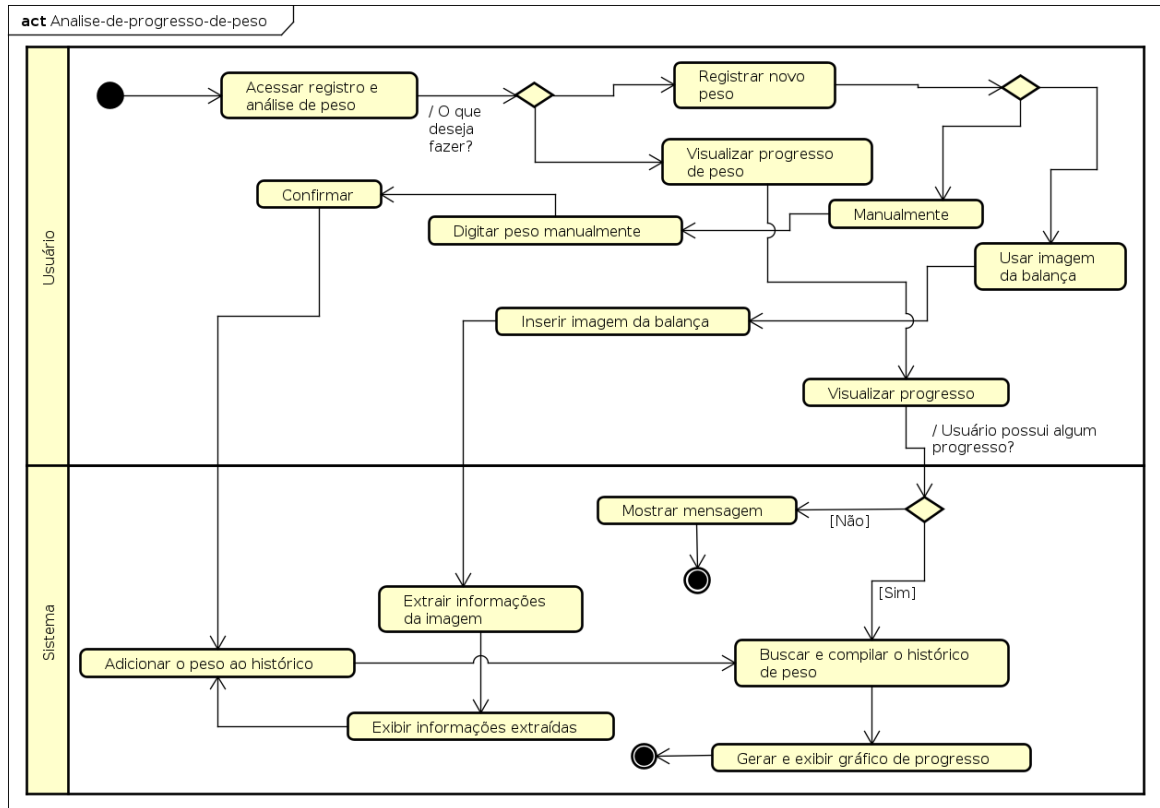 act Analise-de-progresso-de-peso
Usuário
Acessar registro e
análise de peso
/ O que
deseja
fazer?
Registrar novo
peso
Visualizar progresso
de peso
Confirmar
Digitar peso manualmente
Manualmente
Usar imagem
da balança
Inserir imagem da balança
Visualizar progresso
/ Usuário possui algum
progresso?
Sistema
Mostrar mensagem
[Não]
[Sim]
Extrair informações
da imagem
Adicionar o peso ao histórico
Buscar e compilar o histórico
de peso
Exibir informações extraídas
Gerar e exibir gráfico de progresso